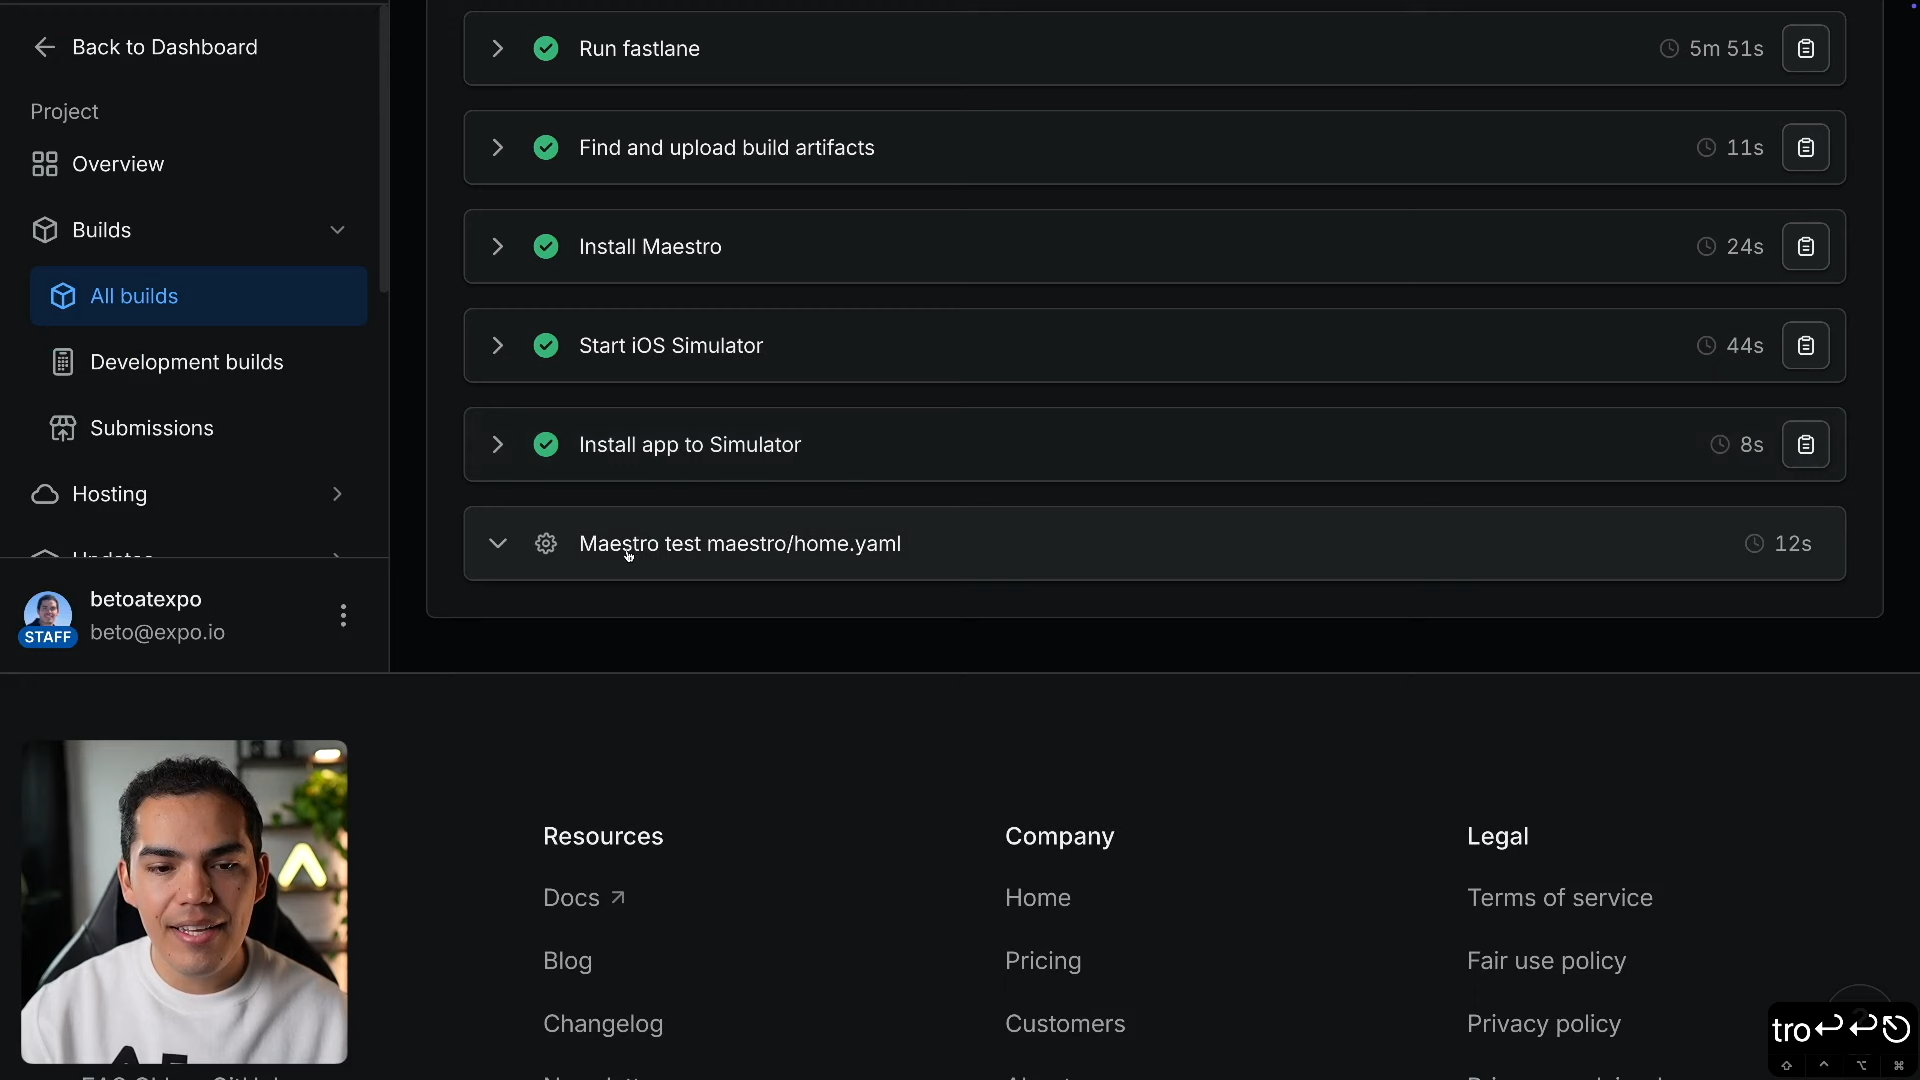 Back to Dashboard
Project
Overview
Builds
All builds
Development builds
Submissions
Hosting
Updates
betoatexpo
beto@expo.io
STAFF
Run fastlane
5m 51s
Find and upload build artifacts
11s
Install Maestro
24s
Start iOS Simulator
44s
Install app to Simulator
8s
Maestro test maestro/home.yaml
12s
Resources
Docs
Blog
Changelog
Company
Home
Pricing
Customers
Legal
Terms of service
Fair use policy
Privacy policy
tro